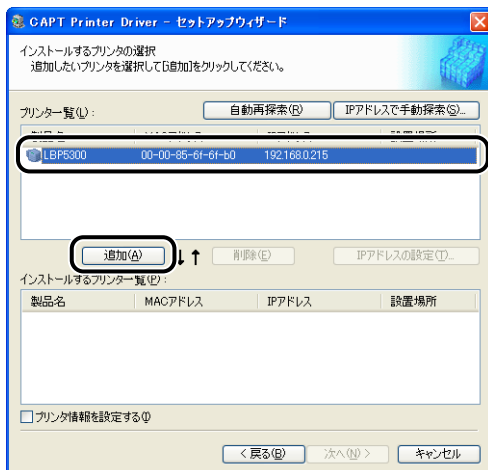 CAPT Printer Driver - セットアップウィザード
インストールするプリンタの選択
追加したいプリンタを選択して[追加]をクリックしてください。
プリンター覧(L):
自動再探索(R)
IPアドレスで手動探索(S)...
LBP5300 00-00-85-6f-6f-b0 192.168.0.215
追加(A)
↓↑
削除(E)
IPアドレスの設定(T)...
インストールするプリンター覧(P):
製品名 MACアドレス IPアドレス 設置場所
プリンタ情報を設定する(I)
< 戻る(B)
次へ(N) >
キャンセル